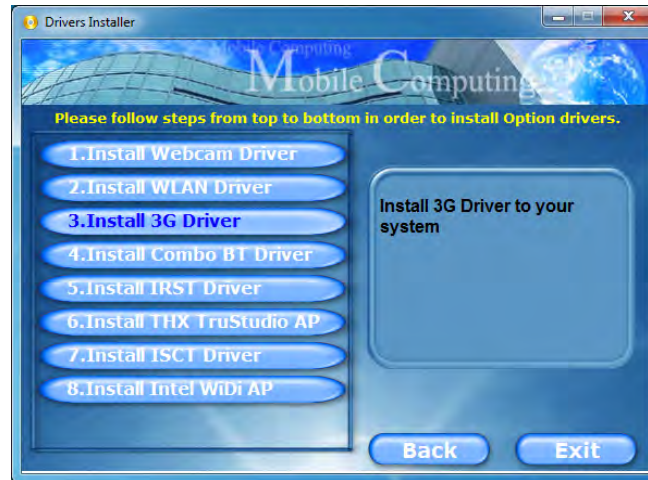 Drivers Installer
Mobile Computing
Mobile Computing
Please follow steps from top to bottom in order to install Option drivers.
1.Install Webcam Driver
2.Install WLAN Driver
3.Install 3G Driver
4.Install Combo BT Driver
5.Install IRST Driver
6.Install THX TruStudio AP
7.Install ISCT Driver
8.Install Intel WiDi AP
Install 3G Driver to your
system
Back
Exit